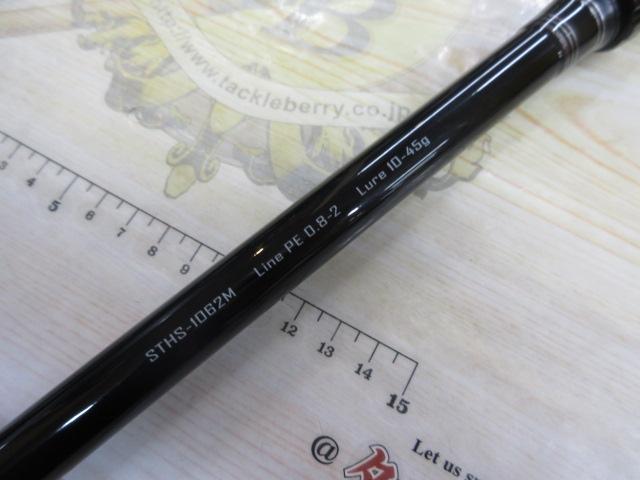 http://www.tackleberry.co.jp
B
STHS-1062M Line PE 0.8-2 Lure 10-45g
3 4 5 6 7 8 9 12 13 14 15
Let us
@